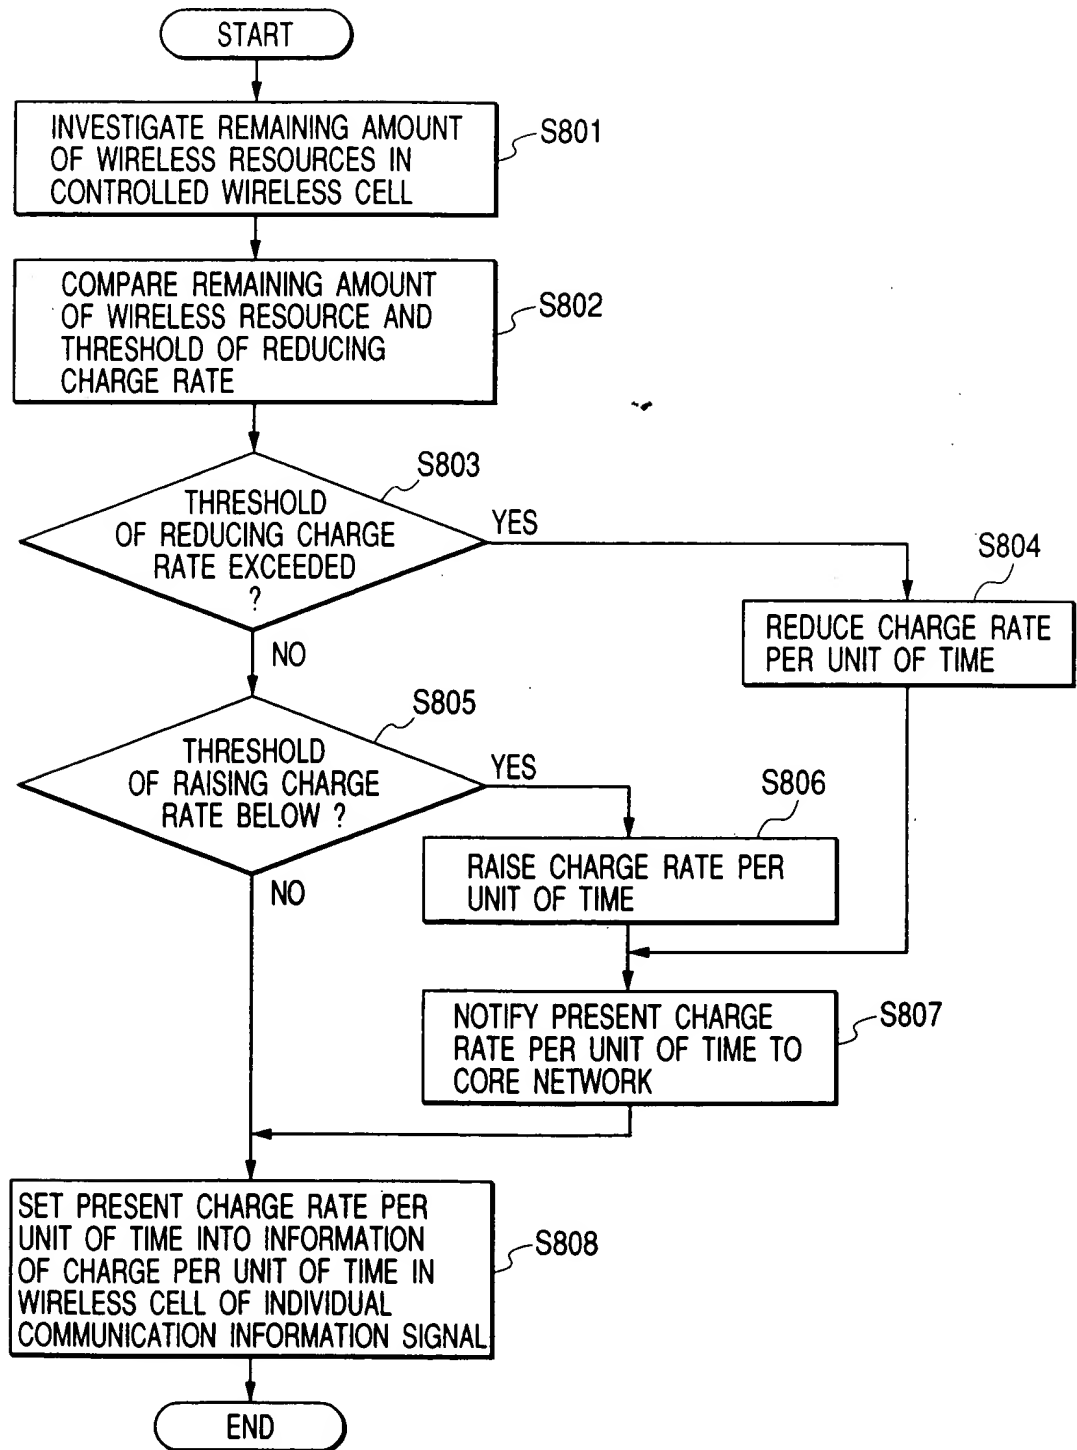 START
INVESTIGATE REMAINING AMOUNT
OF WIRELESS RESOURCES IN
CONTROLLED WIRELESS CELL
S801
COMPARE REMAINING AMOUNT
OF WIRELESS RESOURCE AND
THRESHOLD OF REDUCING
CHARGE RATE
S802
S803
THRESHOLD
OF REDUCING CHARGE
RATE EXCEEDED
?
YES
NO
S804
REDUCE CHARGE RATE
PER UNIT OF TIME
S805
THRESHOLD
OF RAISING CHARGE
RATE BELOW ?
YES
NO
S806
RAISE CHARGE RATE PER
UNIT OF TIME
NOTIFY PRESENT CHARGE
RATE PER UNIT OF TIME TO
CORE NETWORK
S807
SET PRESENT CHARGE RATE PER
UNIT OF TIME INTO INFORMATION
OF CHARGE PER UNIT OF TIME IN
WIRELESS CELL OF INDIVIDUAL
COMMUNICATION INFORMATION SIGNAL
S808
END